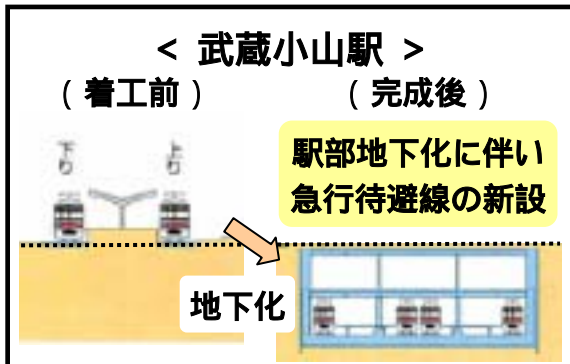 < 武蔵小山駅 >
( 着工前 )
( 完成後 )
下り
上り
駅部地下化に伴い
急行待避線の新設
地下化